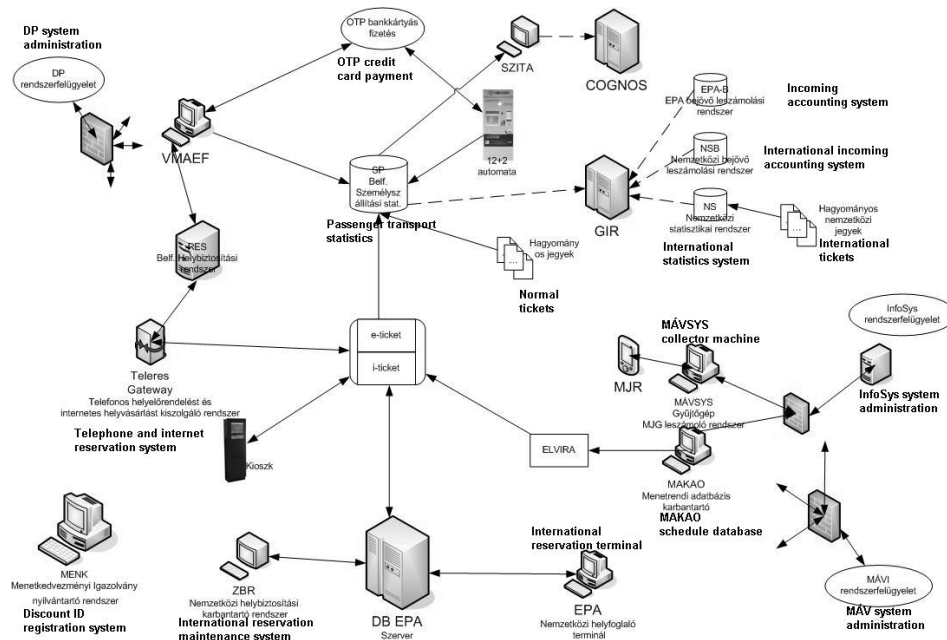 DP system
administration
DP
rendszerfelügyelet
OTP bankkártyás
fizetés
OTP credit
card payment
SZITA
COGNOS
VMAEF
12+2
automata
EPA-B
EPA bejövő leszámolási
rendszer
Incoming
accounting system
NSB
Nemzetközi bejövő
leszámolási rendszer
International incoming
accounting system
SP
Belf.
Személysz
állítási stat.
Passenger transport
statistics
GIR
NS
Nemzetközi
statisztikai rendszer
International
statistics system
Hagyományos
nemzetközi
jegyek
International
tickets
RES
Belf. Helybiztosítási
rendszer
Hagyomány
os jegyek
Normal
tickets
e-ticket
i-ticket
Teleres
Gateway
Telefonos helyelőrendelést és
internetes helyvásárlást kiszolgáló rendszer
Telephone and internet
reservation system
Kioszk
MÁVSYS
collector machine
MJR
MÁVSYS
Gyűjtőgép
MJG leszámoló rendszer
InfoSys
rendszerfelügyelet
InfoSys system
administration
ELVIRA
MAKAO
Menetrendi adatbázis
karbantartó
MAKAO
schedule database
MENK
Menetkedvezményi Igazolvány
nyilvántartó rendszer
Discount ID
registration system
ZBR
Nemzetközi helybiztosítási
karbantartó rendszer
International reservation
maintenance system
DB EPA
Szerver
International
reservation terminal
EPA
Nemzetközi helyfoglaló
terminál
MÁVI
rendszerfelügyelet
MÁV system
administration